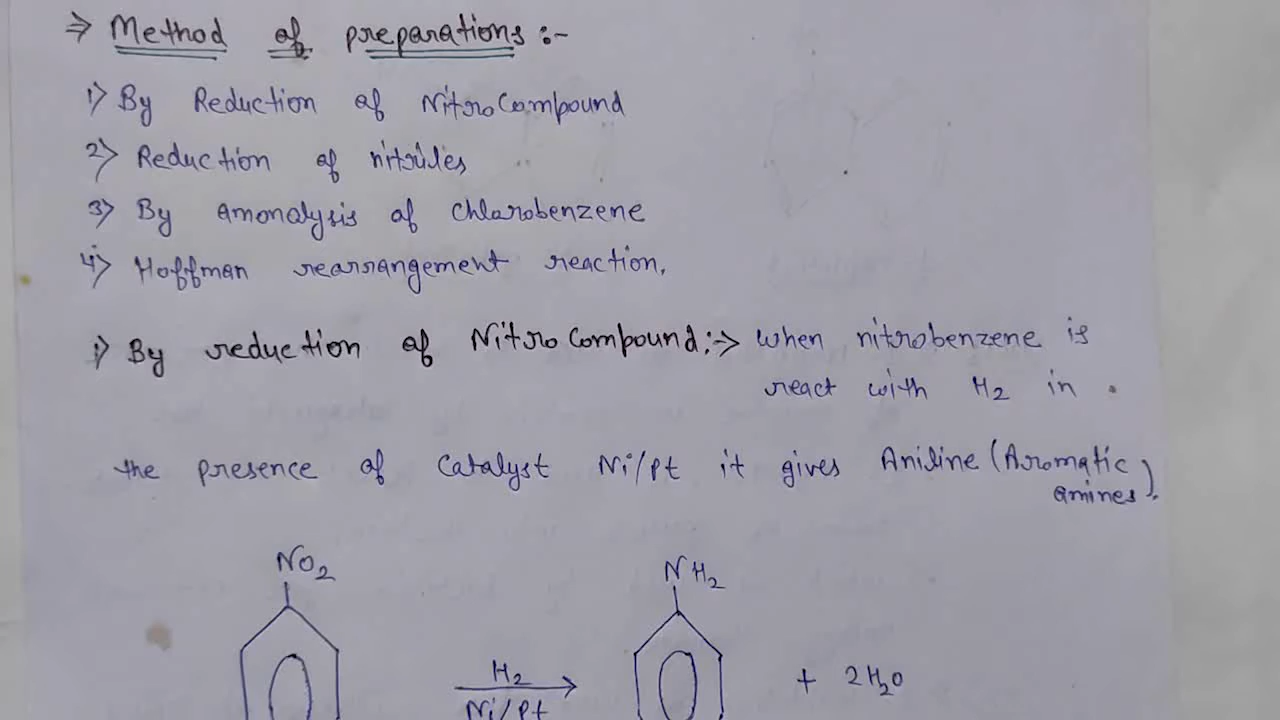 ⇒ Method of preparations :-
1) By Reduction of NitroCompound
2) Reduction of nitriles
3) By amonalysis of chlorobenzene
4) Hoffman rearrangement reaction.
1) By reduction of NitroCompound :→ when nitrobenzene is
react with H2 in
the presence of Catalyst Ni/pt it gives Aniline (Aromatic
amines).
NO2
NH2
H2
Ni/Pt
+ 2H2O